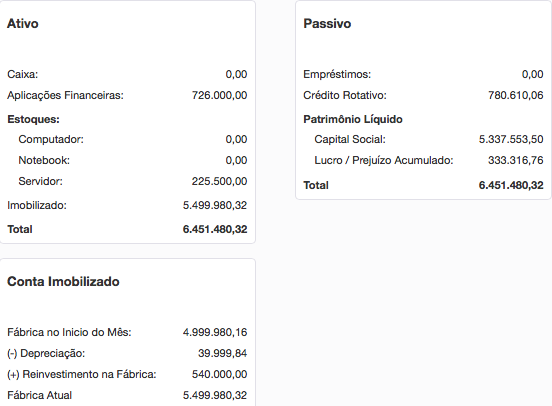 Ativo
Caixa: 0,00
Aplicações Financeiras: 726.000,00
Estoques:
Computador: 0,00
Notebook: 0,00
Servidor: 225.500,00
Imobilizado: 5.499.980,32
Total 6.451.480,32
Passivo
Empréstimos: 0,00
Crédito Rotativo: 780.610,06
Patrimônio Líquido
Capital Social: 5.337.553,50
Lucro / Prejuízo Acumulado: 333.316,76
Total 6.451.480,32
Conta Imobilizado
Fábrica no Inicio do Mês: 4.999.980,16
(-) Depreciação: 39.999,84
(+) Reinvestimento na Fábrica: 540.000,00
Fábrica Atual 5.499.980,32